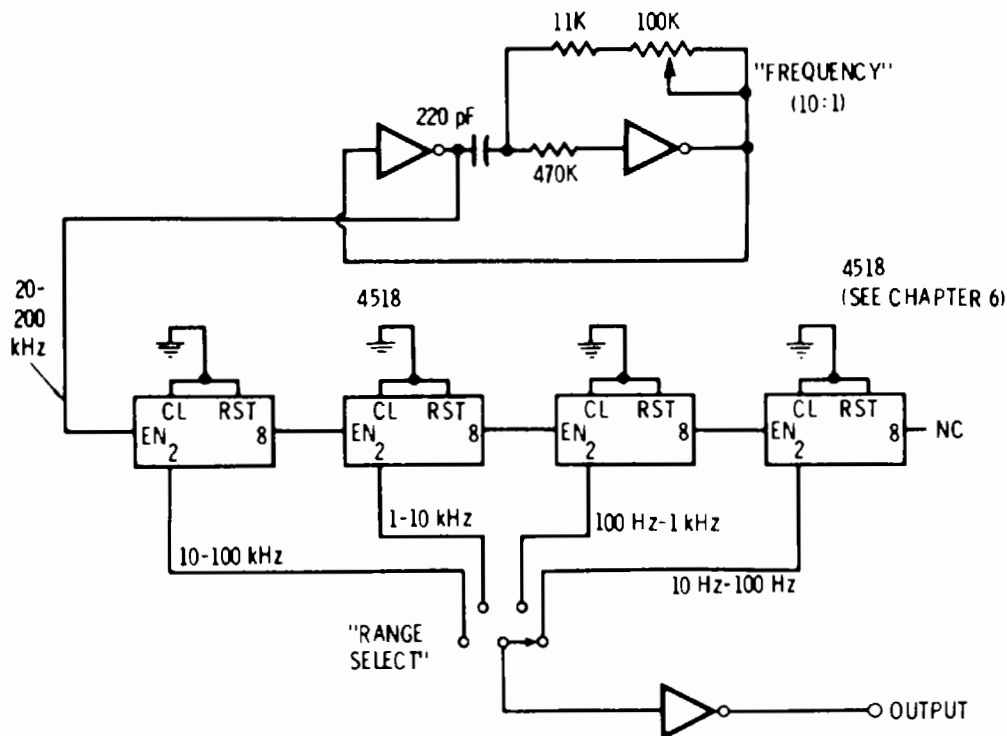 11K
100K
"FREQUENCY"
(10:1)
220 pF
470K
20-
200
kHz
4518
4518
(SEE CHAPTER 6)
CL RST
EN 2 8
CL RST
EN 2 8
CL RST
EN 2 8
CL RST
EN 2 8
NC
1-10 kHz
100 Hz-1 kHz
10-100 kHz
10 Hz-100 Hz
"RANGE
SELECT"
OUTPUT